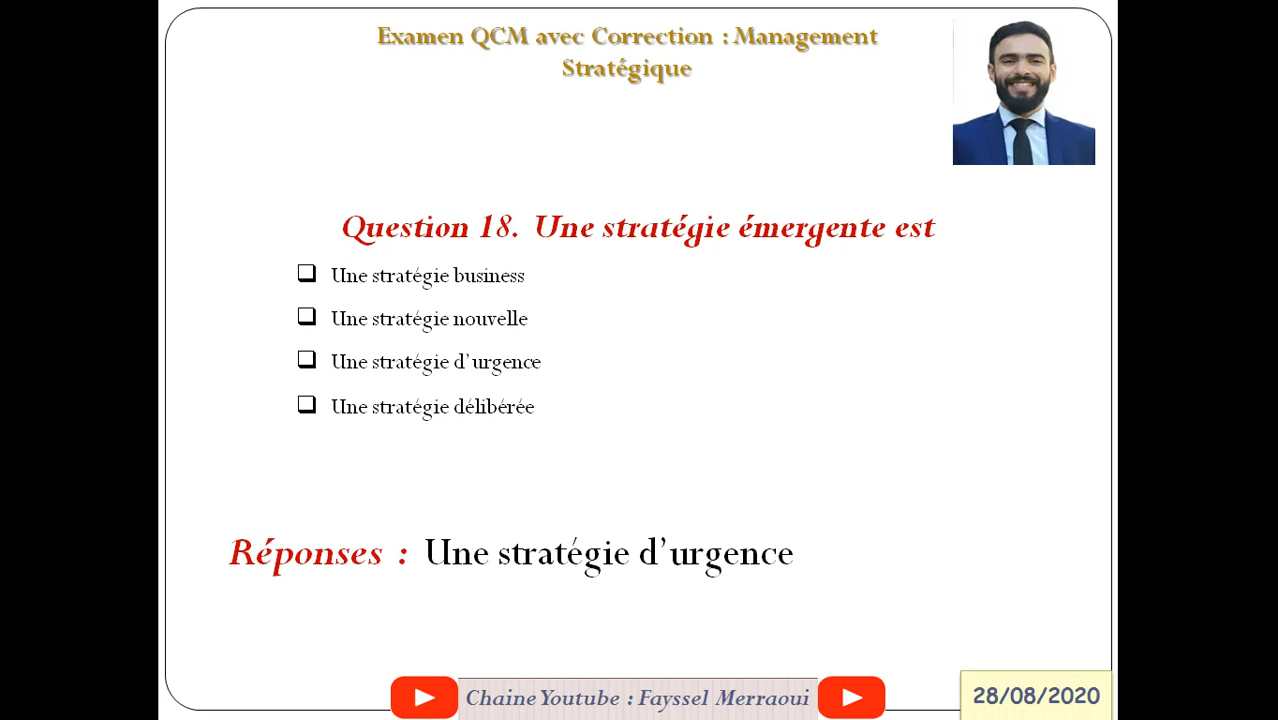 Examen QCM avec Correction : Management
Stratégique
Question 18. Une stratégie émergente est
Une stratégie business
Une stratégie nouvelle
Une stratégie d’urgence
Une stratégie délibérée
Réponses : Une stratégie d’urgence
Chaine Youtube : Fayssel Merraoui
28/08/2020